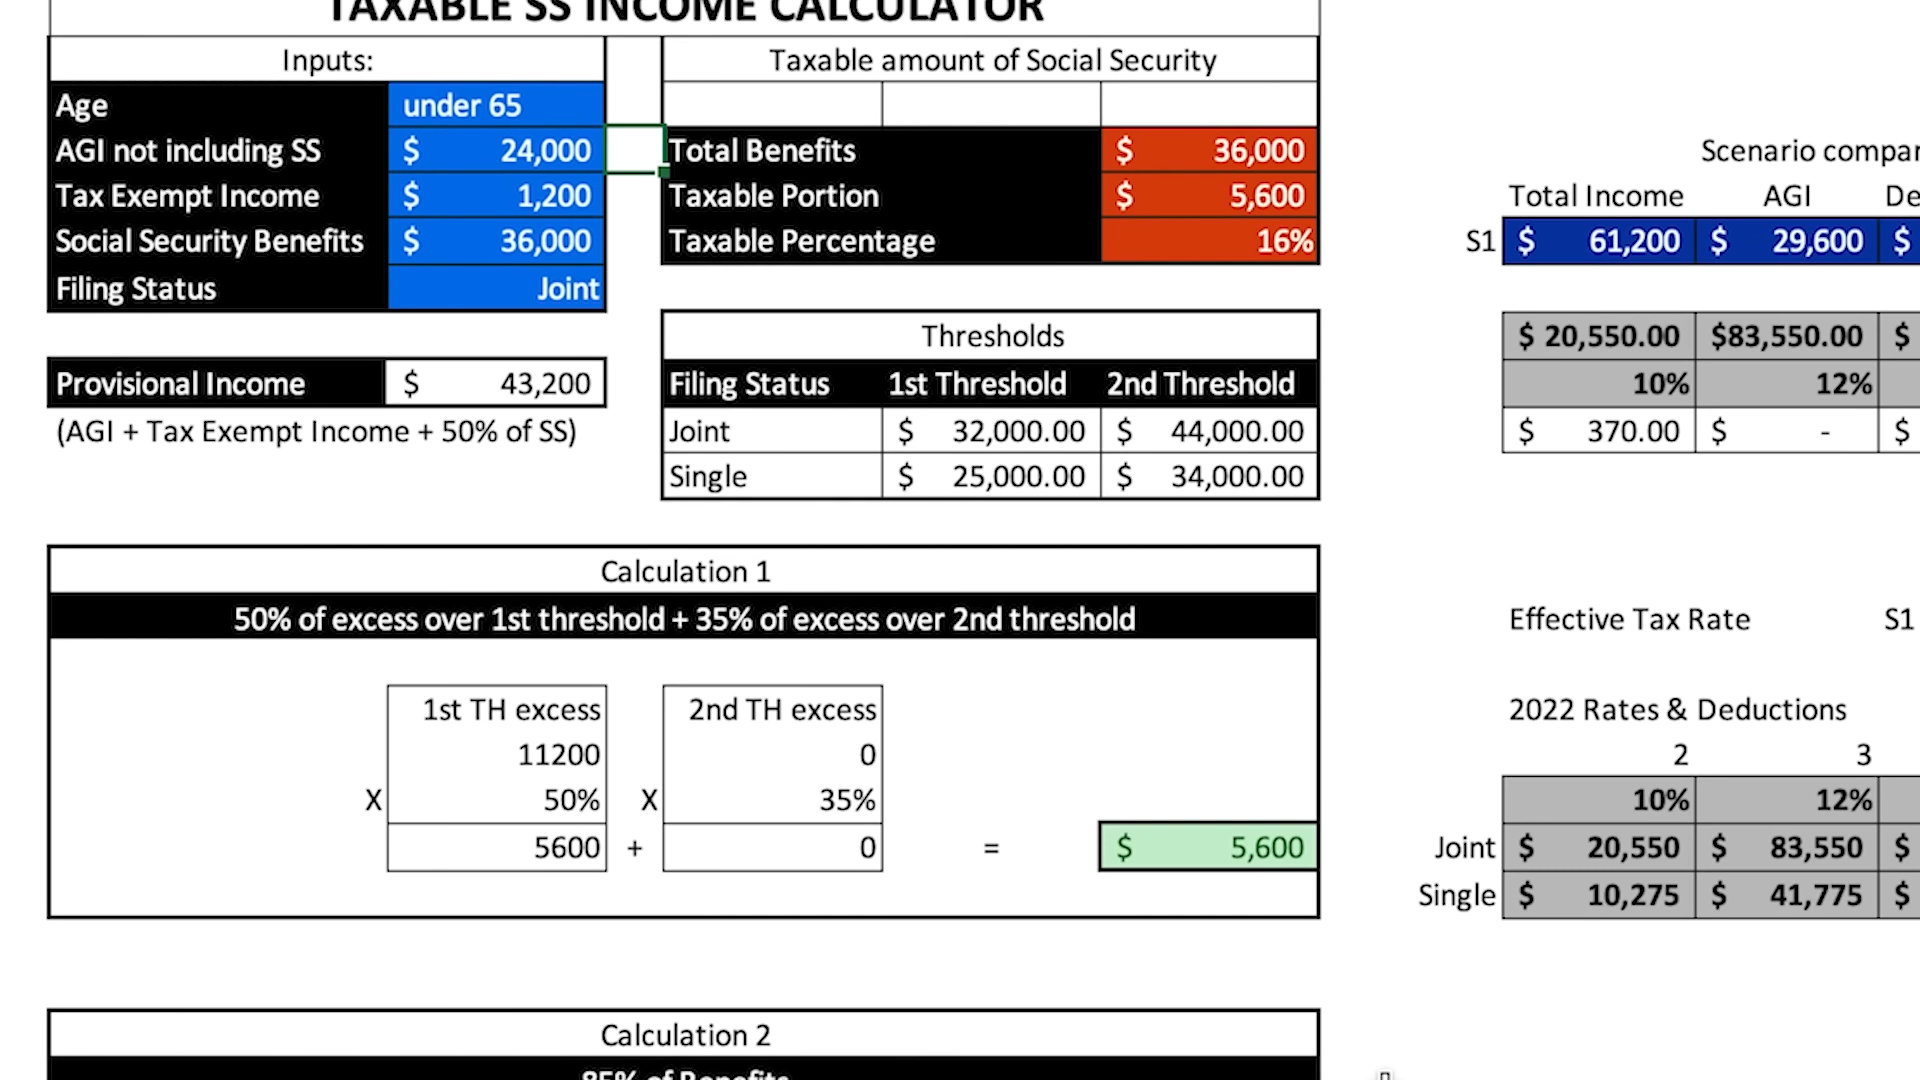 TAXABLE SS INCOME CALCULATOR
Inputs:
Age under 65
AGI not including SS $ 24,000
Tax Exempt Income $ 1,200
Social Security Benefits $ 36,000
Filing Status Joint
Provisional Income $ 43,200
(AGI + Tax Exempt Income + 50% of SS)
Taxable amount of Social Security
Total Benefits $ 36,000
Taxable Portion $ 5,600
Taxable Percentage 16%
Thresholds
Filing Status 1st Threshold 2nd Threshold
Joint $ 32,000.00 $ 44,000.00
Single $ 25,000.00 $ 34,000.00
Calculation 1
50% of excess over 1st threshold + 35% of excess over 2nd threshold
1st TH excess 2nd TH excess
11200 0
X 50% X 35%
5600 + 0 = $ 5,600
Calculation 2
85% of Benefits
Scenario compar
Total Income AGI De
S1 $ 61,200 $ 29,600 $
$ 20,550.00 $83,550.00 $
10% 12%
$ 370.00 $ - $
Effective Tax Rate S1
2022 Rates & Deductions
2 3
10% 12%
Joint $ 20,550 $ 83,550 $
Single $ 10,275 $ 41,775 $